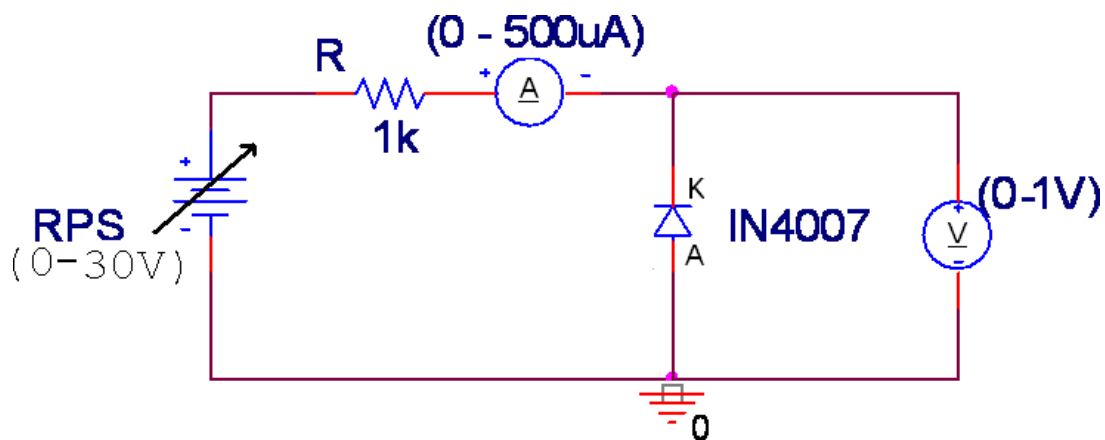 (0 - 500uA)
R
+ A -
1k
+
RPS
-
(0-30V)
K
IN4007
A
(0-1V)
+
V
-
0